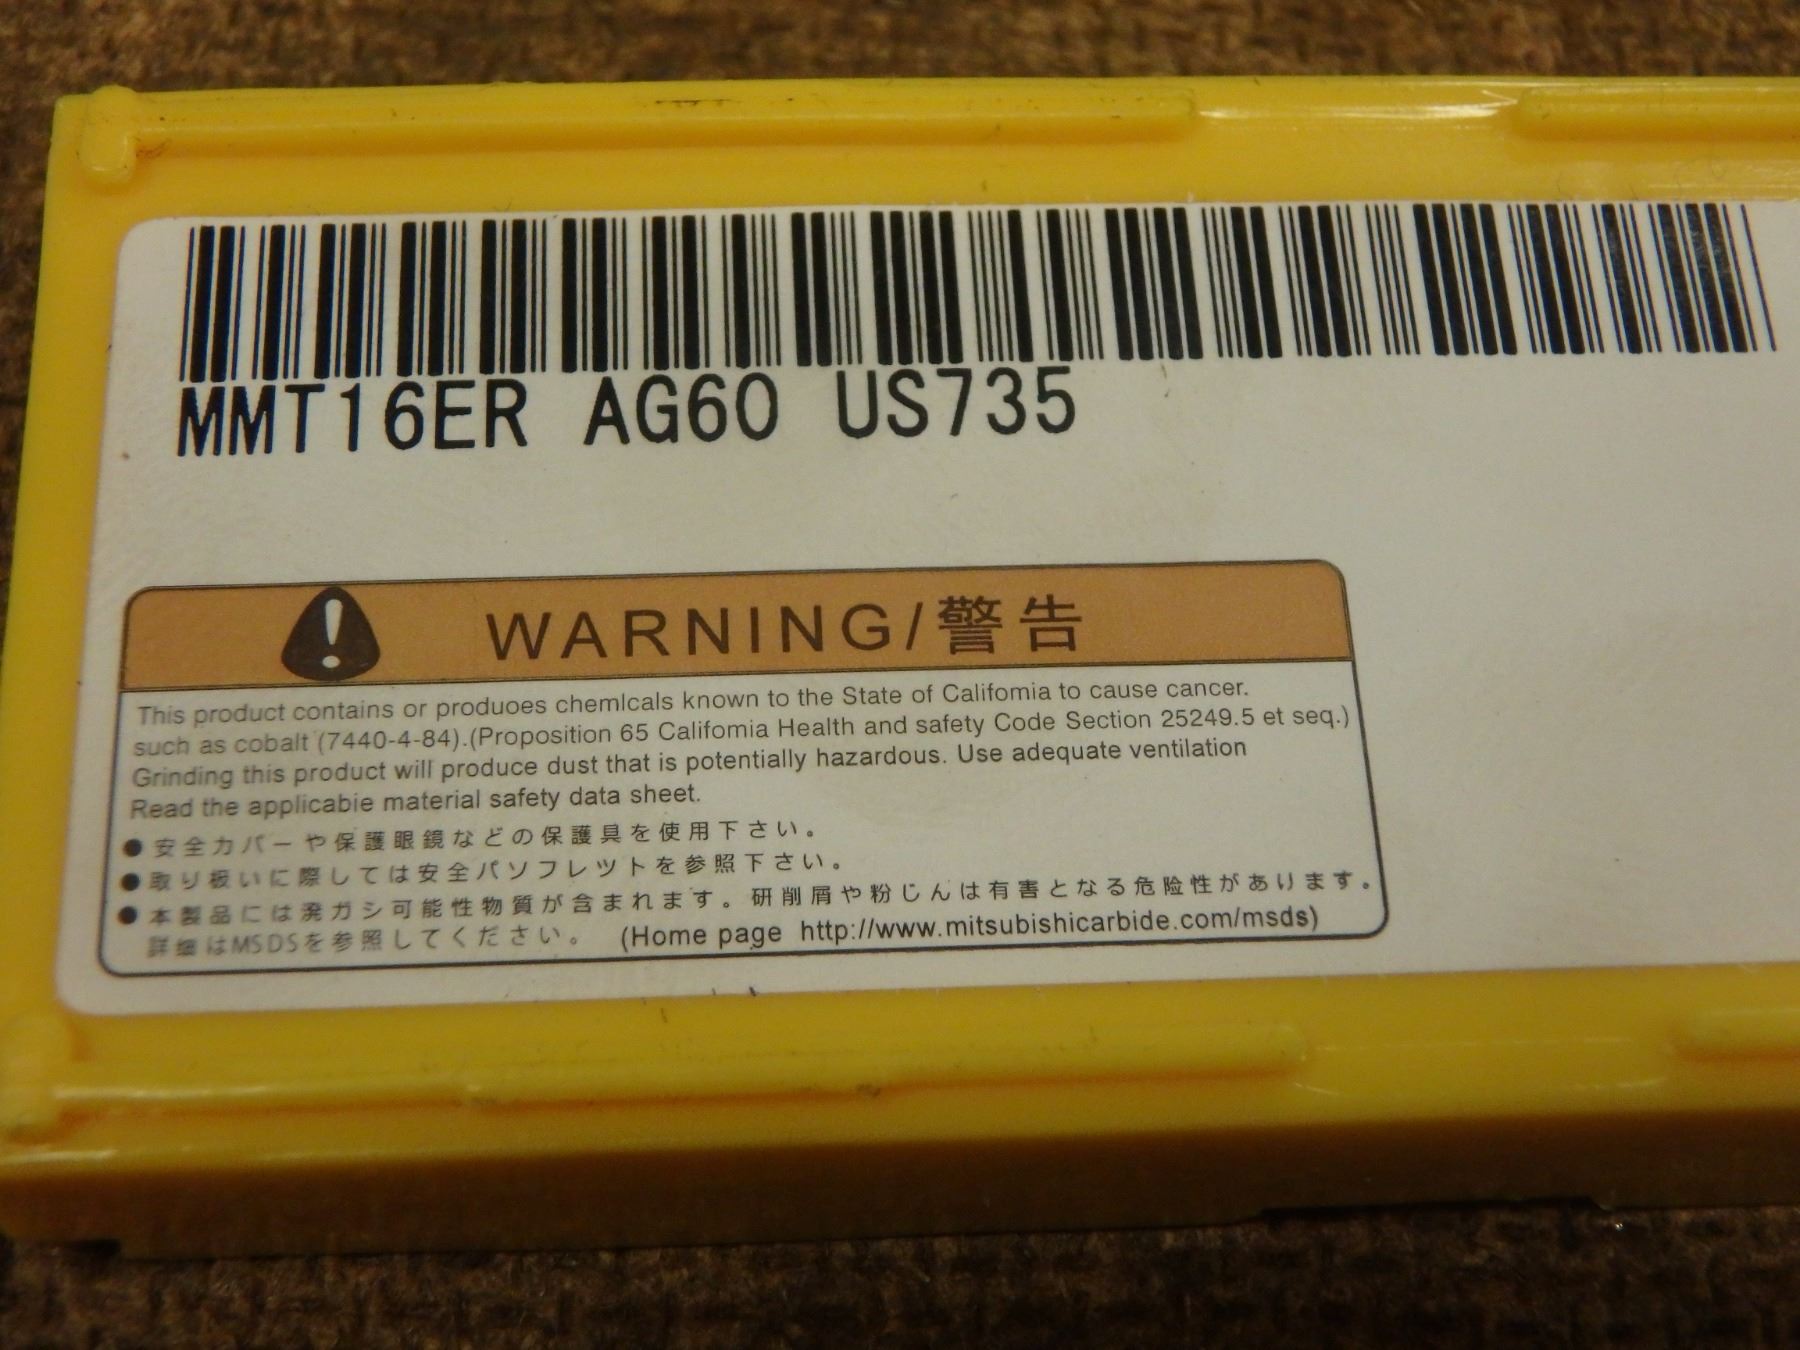 MMT16ER AG60 US735
WARNING/警告
This product contains or produoes chemlcals known to the State of Califomia to cause cancer.
such as cobalt (7440-4-84).(Proposition 65 Califomia Health and safety Code Section 25249.5 et seq.)
Grinding this product will produce dust that is potentially hazardous. Use adequate ventilation
Read the applicabie material safety data sheet.
●安全カバーや保護眼鏡などの保護具を使用下さい。
●取り板いに際しては安全パソフレツトを参照下さい。
●本製品には溌ガシ可能性物質が含まれます。研削屑や粉じんは有害となる危险性があります。
詳細はMSDSを参照してください。 (Home page http://www.mitsubishicarbide.com/msds)